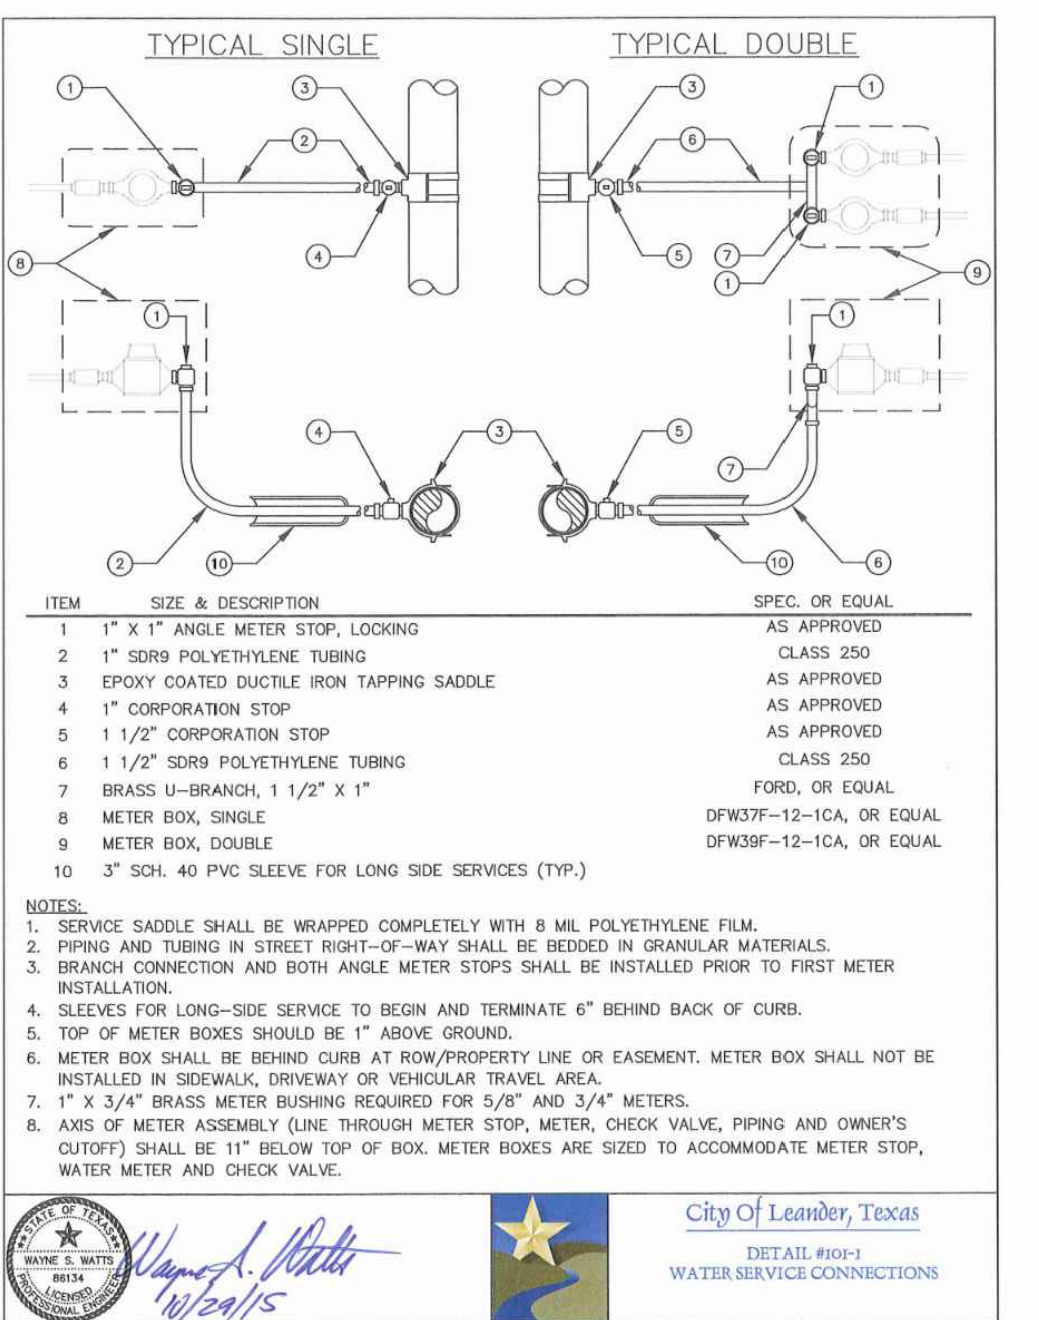 TYPICAL SINGLE
TYPICAL DOUBLE
1
3
3
1
2
6
4
5
7
8
9
1
1
1
4
3
5
7
2
10
10
6
ITEM SIZE & DESCRIPTION SPEC. OR EQUAL
1 1" X 1" ANGLE METER STOP, LOCKING AS APPROVED
2 1" SDR9 POLYETHYLENE TUBING CLASS 250
3 EPOXY COATED DUCTILE IRON TAPPING SADDLE AS APPROVED
4 1" CORPORATION STOP AS APPROVED
5 1 1/2" CORPORATION STOP AS APPROVED
6 1 1/2" SDR9 POLYETHYLENE TUBING CLASS 250
7 BRASS U-BRANCH, 1 1/2" X 1" FORD, OR EQUAL
8 METER BOX, SINGLE DFW37F-12-1CA, OR EQUAL
9 METER BOX, DOUBLE DFW39F-12-1CA, OR EQUAL
10 3" SCH. 40 PVC SLEEVE FOR LONG SIDE SERVICES (TYP.)
NOTES:
1. SERVICE SADDLE SHALL BE WRAPPED COMPLETELY WITH 8 MIL POLYETHYLENE FILM.
2. PIPING AND TUBING IN STREET RIGHT-OF-WAY SHALL BE BEDDED IN GRANULAR MATERIALS.
3. BRANCH CONNECTION AND BOTH ANGLE METER STOPS SHALL BE INSTALLED PRIOR TO FIRST METER
INSTALLATION.
4. SLEEVES FOR LONG-SIDE SERVICE TO BEGIN AND TERMINATE 6" BEHIND BACK OF CURB.
5. TOP OF METER BOXES SHOULD BE 1" ABOVE GROUND.
6. METER BOX SHALL BE BEHIND CURB AT ROW/PROPERTY LINE OR EASEMENT. METER BOX SHALL NOT BE
INSTALLED IN SIDEWALK, DRIVEWAY OR VEHICULAR TRAVEL AREA.
7. 1" X 3/4" BRASS METER BUSHING REQUIRED FOR 5/8" AND 3/4" METERS.
8. AXIS OF METER ASSEMBLY (LINE THROUGH METER STOP, METER, CHECK VALVE, PIPING AND OWNER'S
CUTOFF) SHALL BE 11" BELOW TOP OF BOX. METER BOXES ARE SIZED TO ACCOMMODATE METER STOP,
WATER METER AND CHECK VALVE.
STATE OF TEXAS
WAYNE S. WATTS
86134
LICENSED
PROFESSIONAL ENGINEER
Wayne S. Watts
10/29/15
City Of Leander, Texas
DETAIL #101-1
WATER SERVICE CONNECTIONS